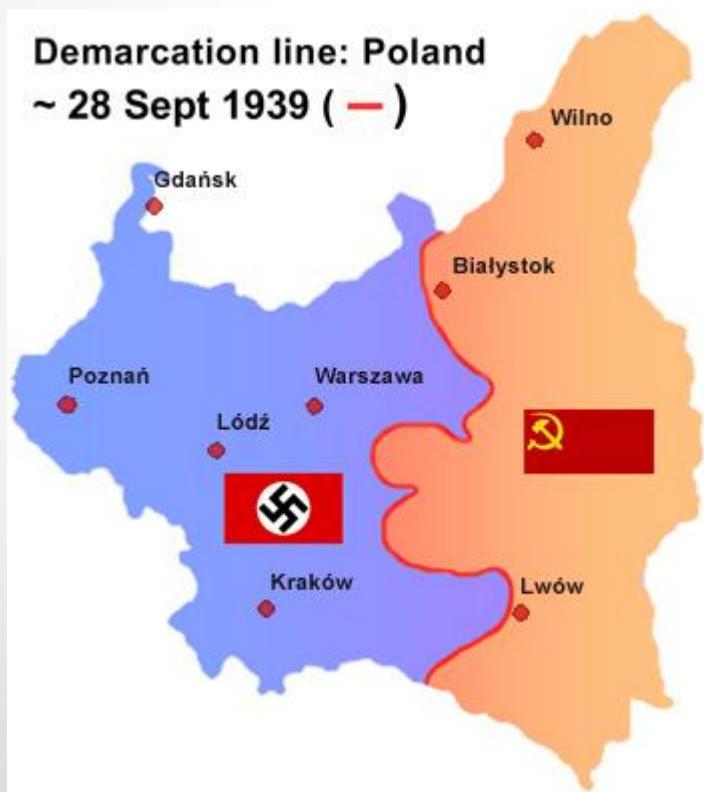 Demarcation line: Poland
~ 28 Sept 1939 ( — )
Wilno
Gdańsk
Białystok
Poznań
Warszawa
Lódź
Kraków
Lwów